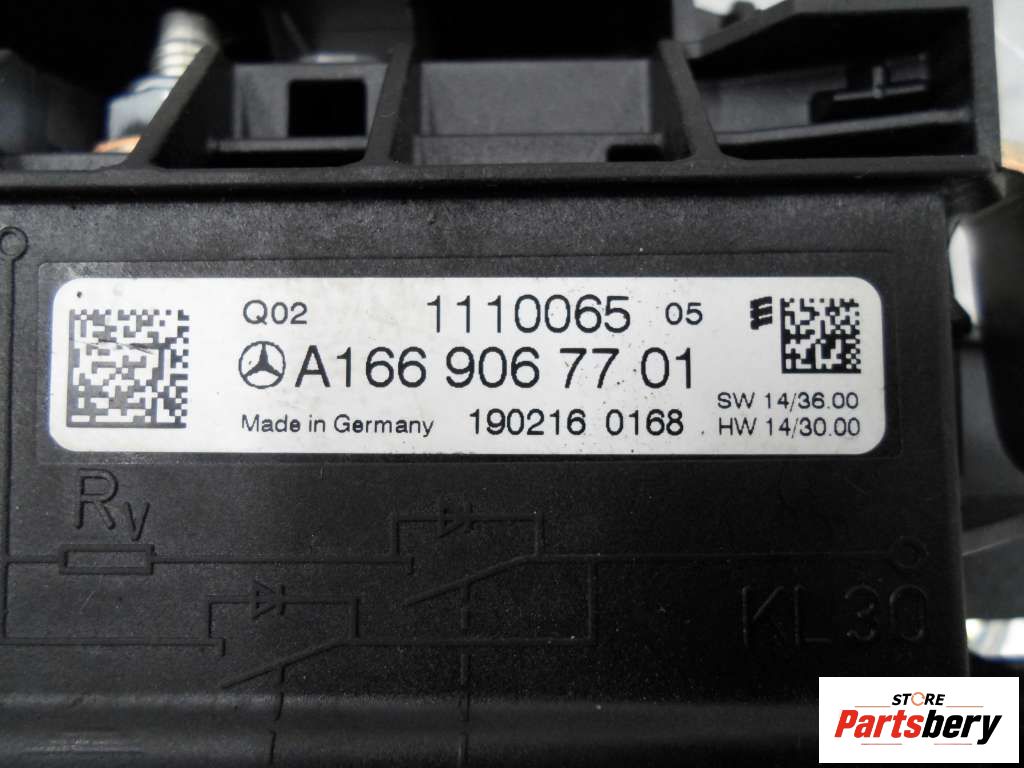 Q02 1110065 05
A166 906 77 01
Made in Germany 190216 0168
SW 14/36.00
HW 14/30.00
Rv
KL30
STORE
Partsbery